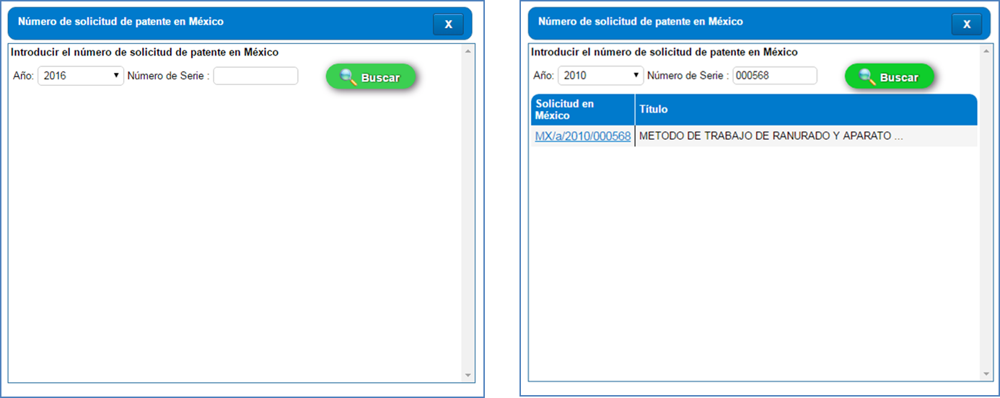 Número de solicitud de patente en México
X
Introducir el número de solicitud de patente en México
Año: 2016 Número de Serie : Buscar
Número de solicitud de patente en México
X
Introducir el número de solicitud de patente en México
Año: 2010 Número de Serie : 000568 Buscar
Solicitud en
México
Título
MX/a/2010/000568 METODO DE TRABAJO DE RANURADO Y APARATO ...